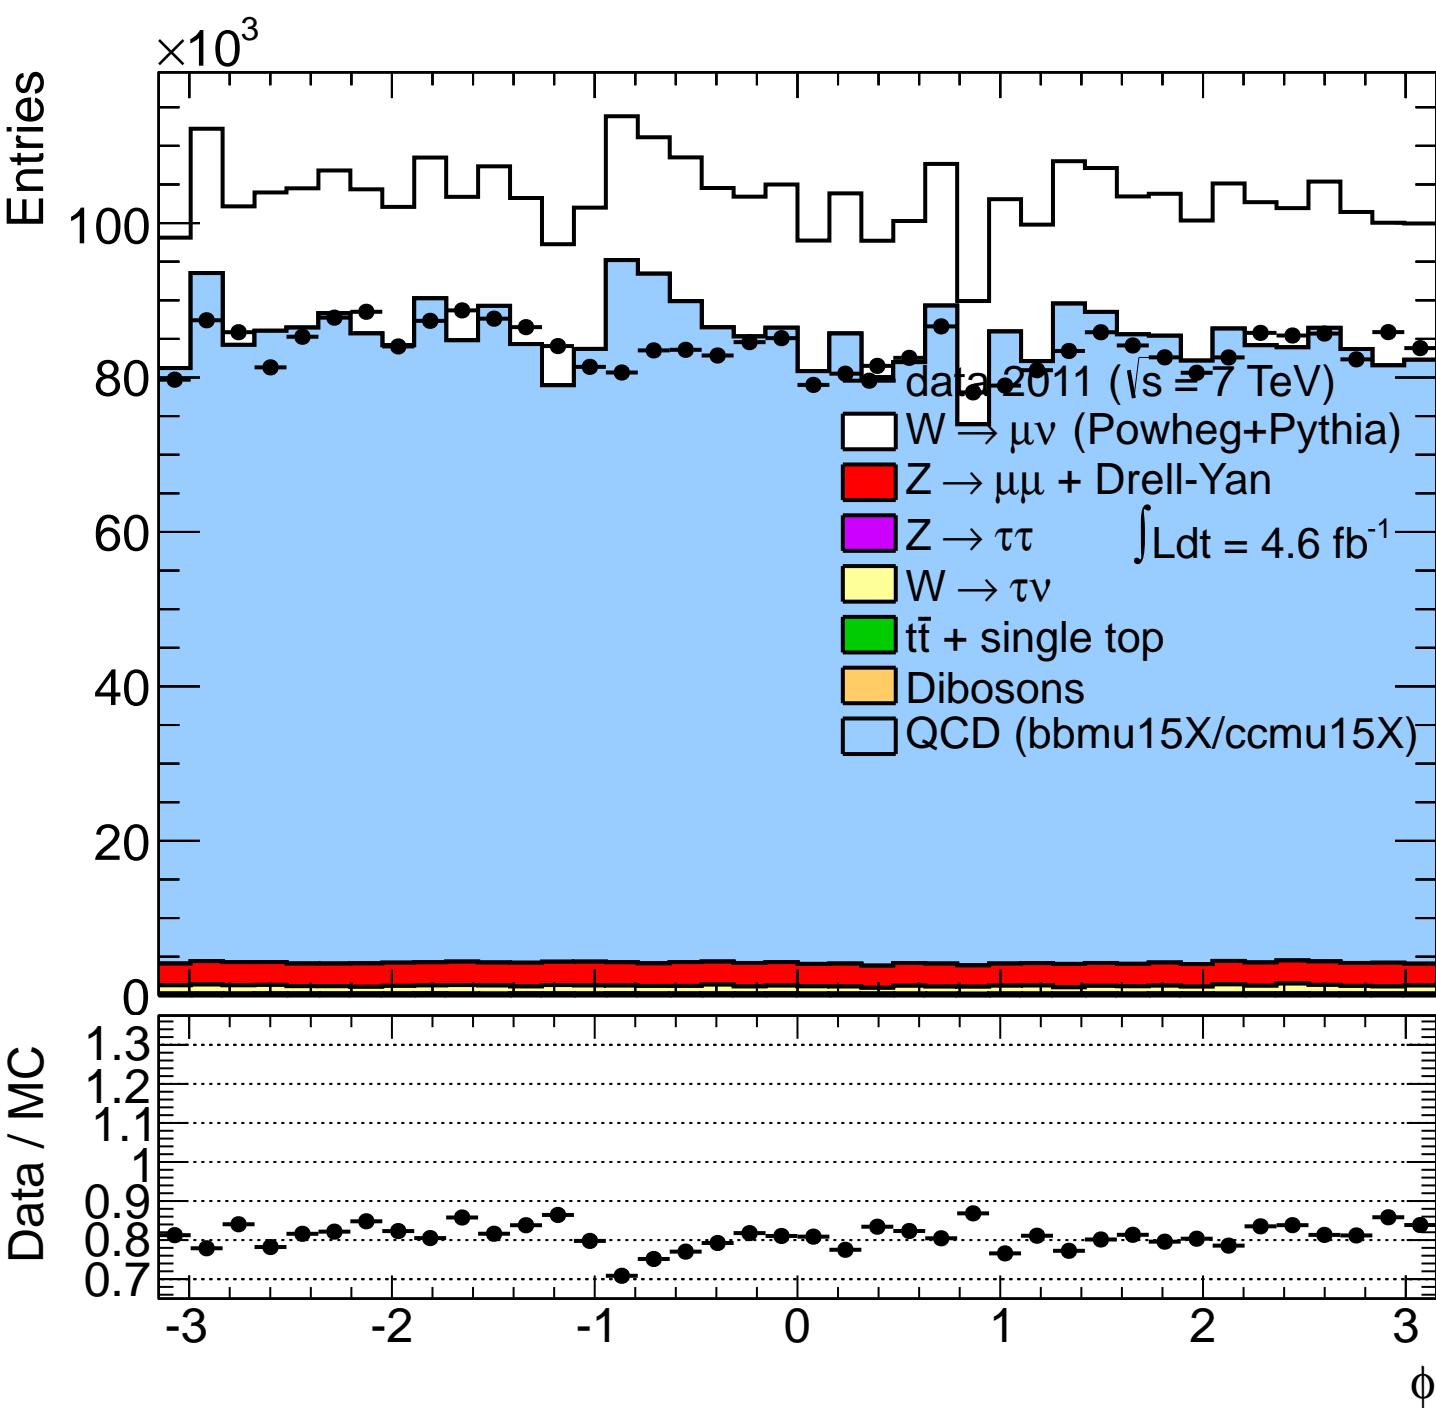 ×10³
Entries
100
80
60
40
20
0
data 2011 (√s = 7 TeV)
W → μν (Powheg+Pythia)
Z → μμ + Drell-Yan
Z → ττ
∫Ldt = 4.6 fb⁻¹
W → τν
tt̄ + single top
Dibosons
QCD (bbmu15X/ccmu15X)
Data / MC
1.3
1.2
1.1
1
0.9
0.8
0.7
-3 -2 -1 0 1 2 3
ϕ